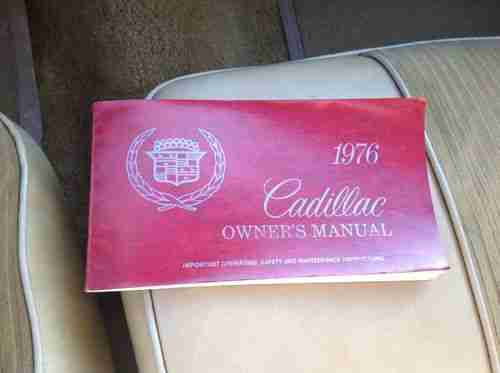 1976
Cadillac
OWNER'S MANUAL
IMPORTANT OPERATING, SAFETY AND MAINTENANCE INSTRUCTIONS